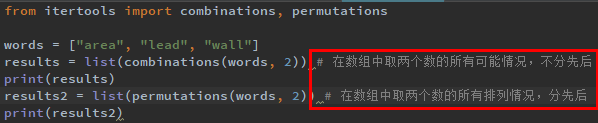 from itertools import combinations, permutations
words = ["area", "lead", "wall"]
results = list(combinations(words, 2)) # 在数组中取两个数的所有可能情况，不分先后
print(results)
results2 = list(permutations(words, 2)) # 在数组中取两个数的所有排列情况，分先后
print(results2)